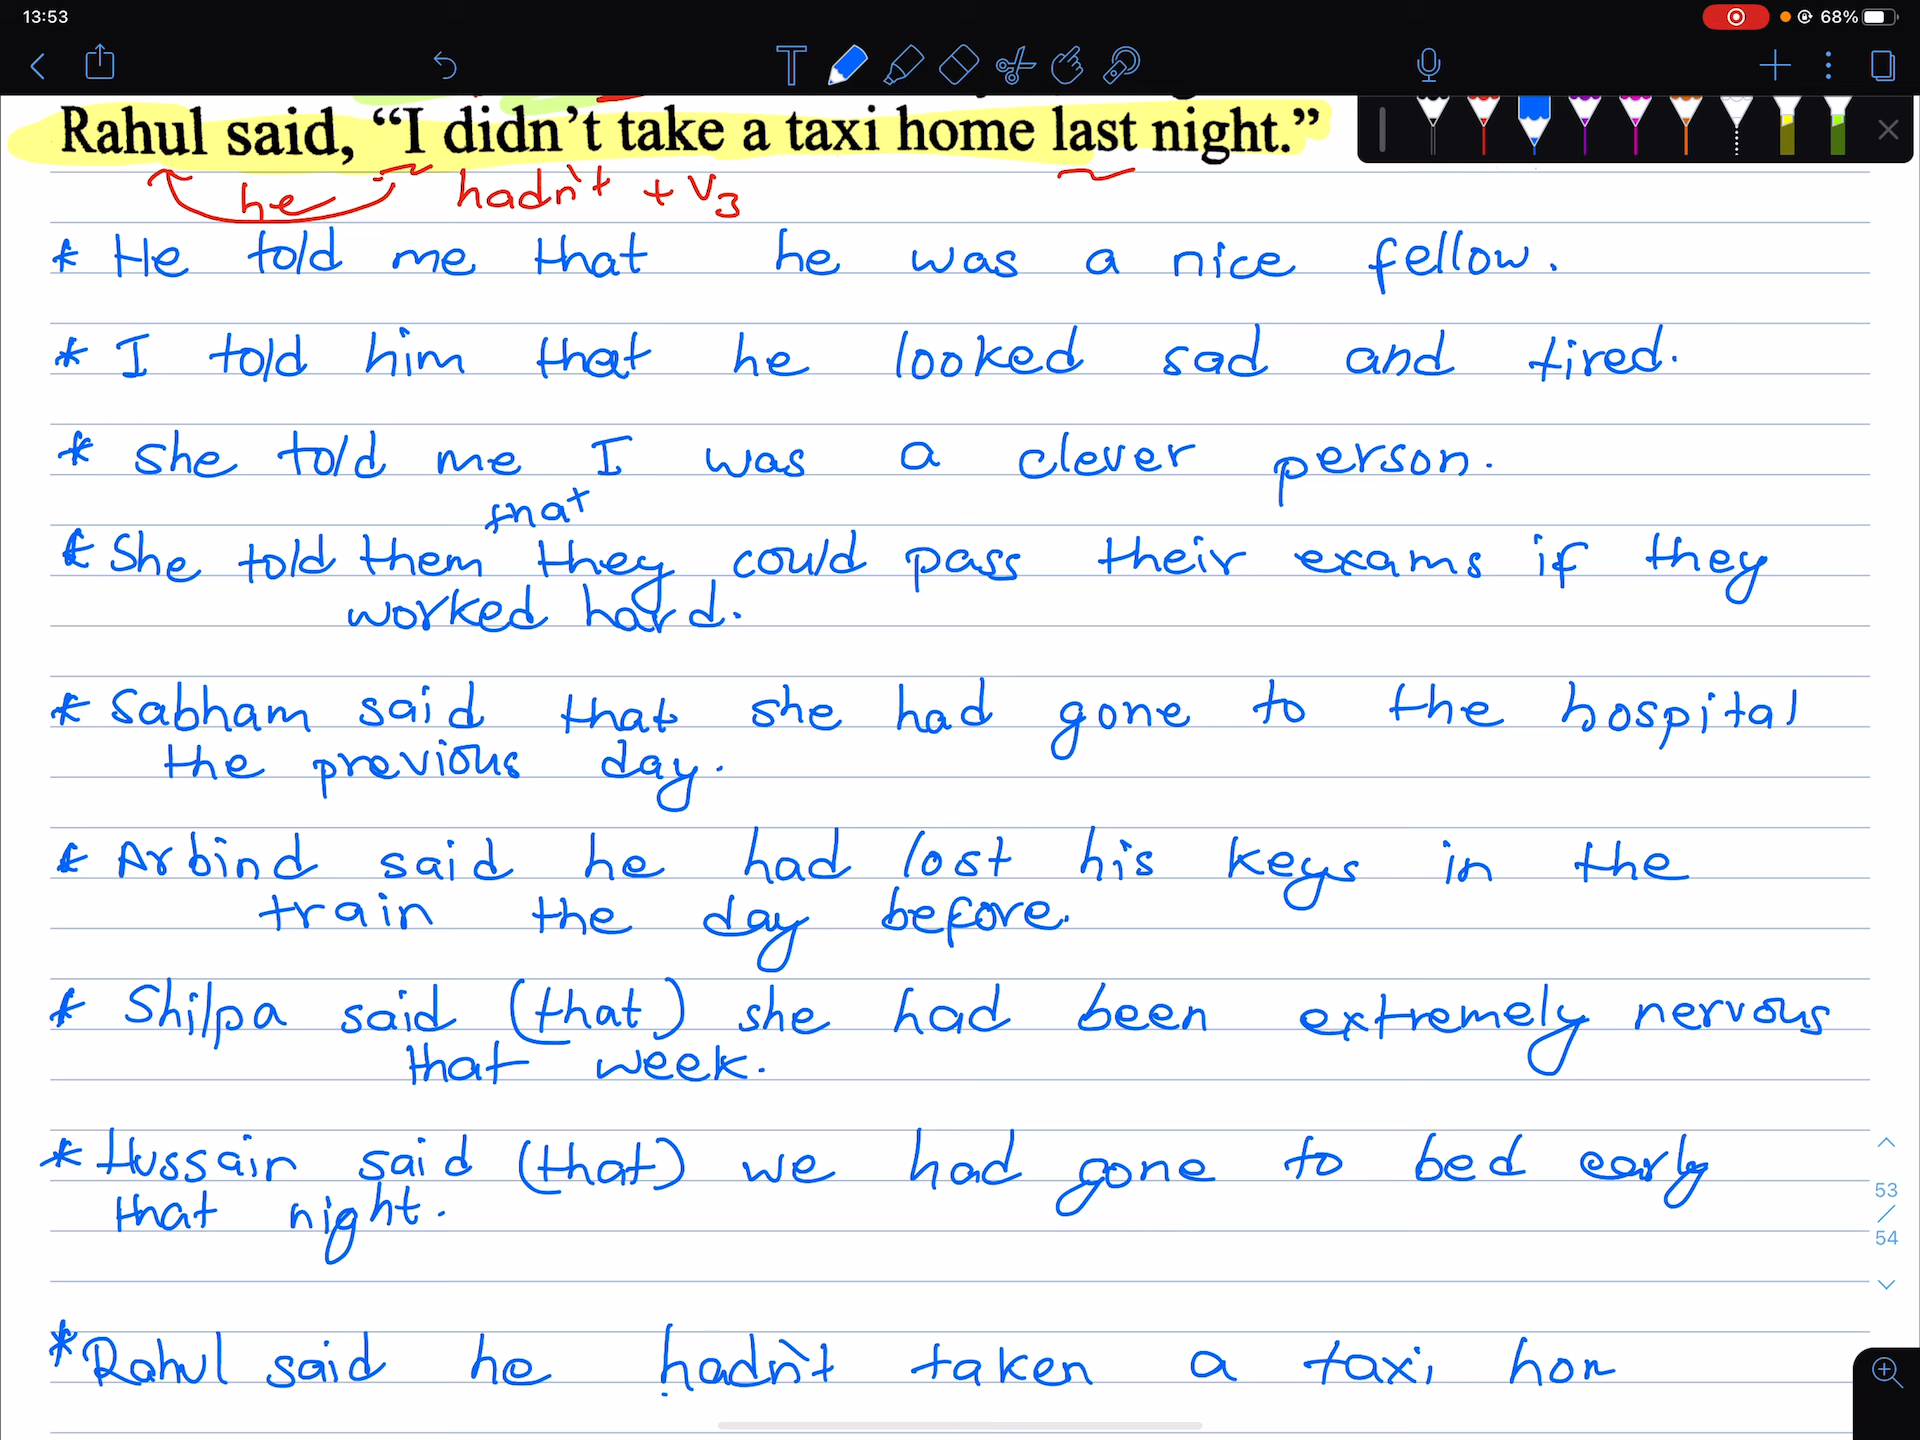 13:53
68%
Rahul said, “I didn’t take a taxi home last night.”
he hadn't + V3
* He told me that he was a nice fellow.
* I told him that he looked sad and tired.
* She told me I was a clever person.
that
* She told them they could pass their exams if they
worked hard.
* Sabham said that she had gone to the hospital
the previous day.
* Arbind said he had lost his keys in the
train the day before.
* Shilpa said (that) she had been extremely nervous
that week.
* Hussain said (that) we had gone to bed early
that night.
53
/
54
* Rahul said he hadn't taken a taxi hom